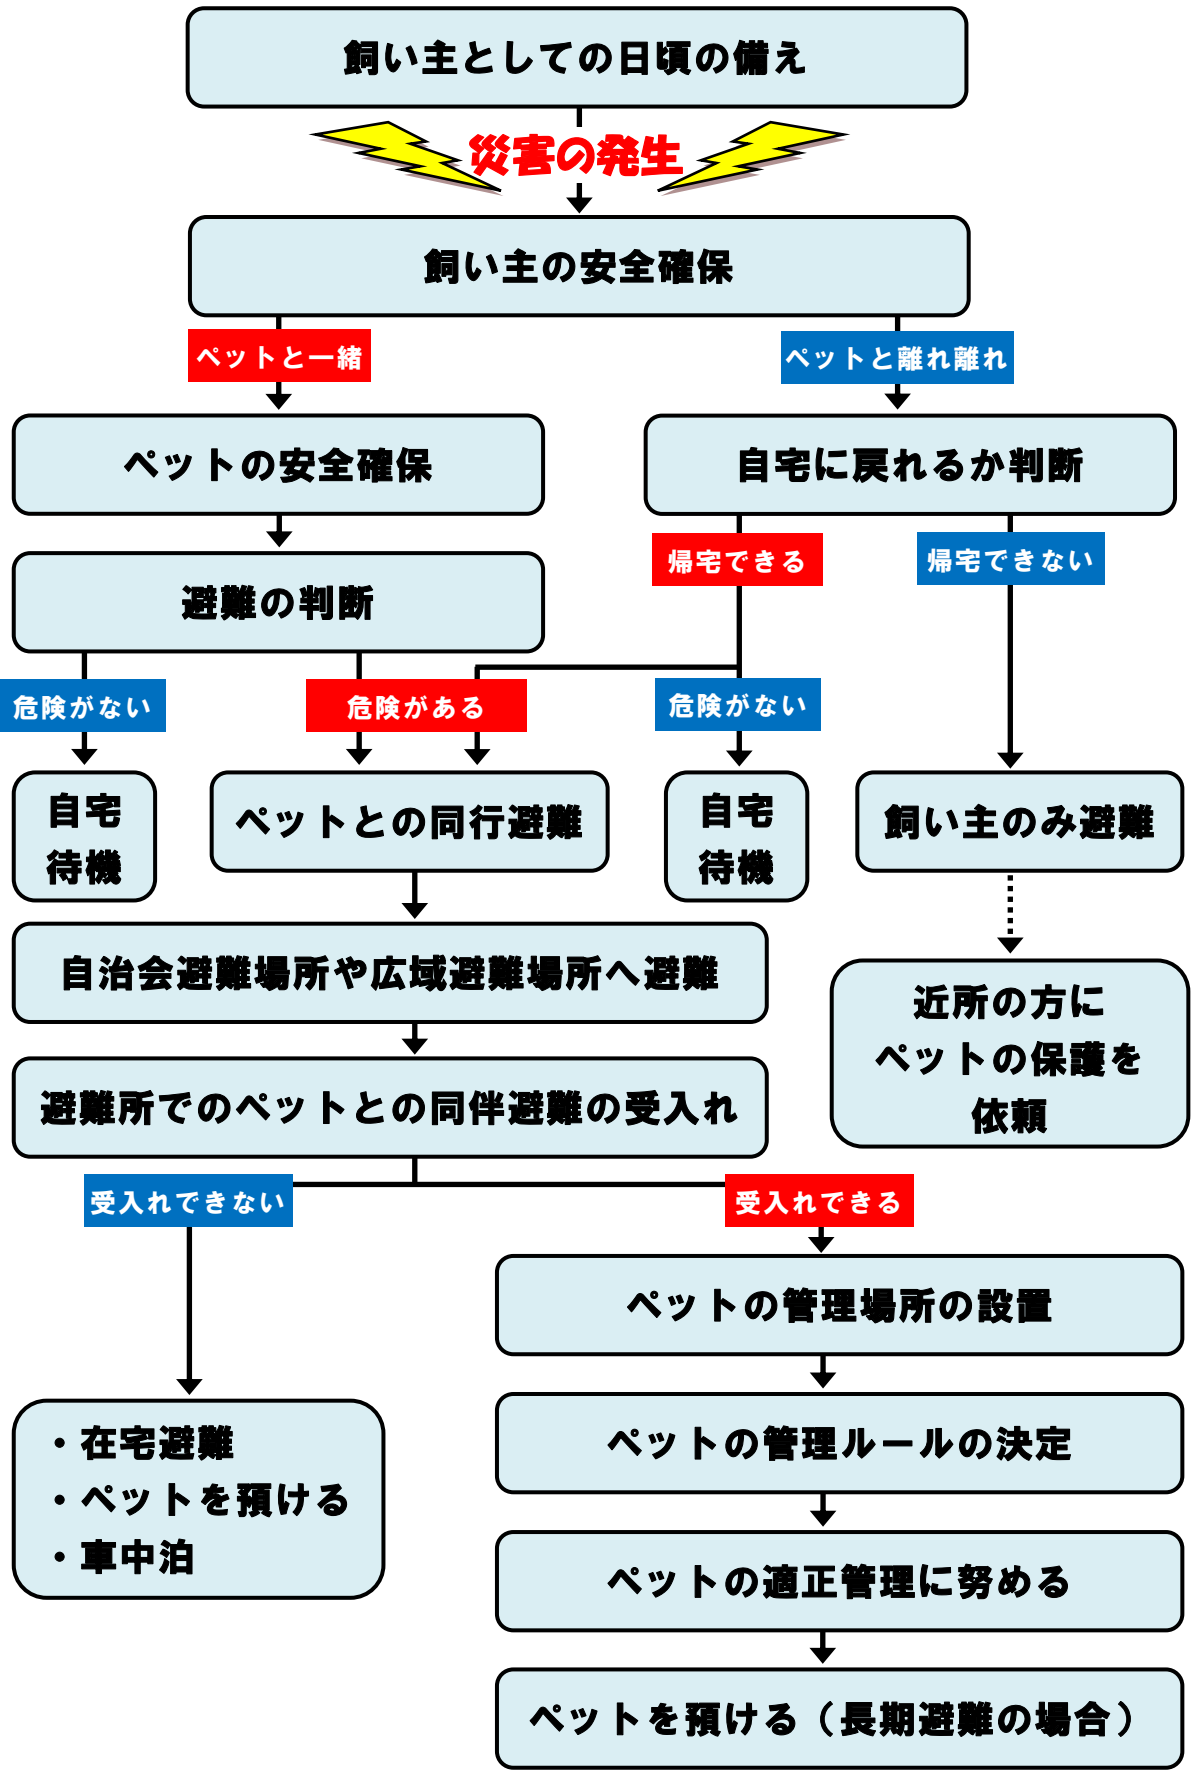 飼い主としての日頃の備え
災害の発生
飼い主の安全確保
ペットと一緒
ペットと離れ離れ
ペットの安全確保
自宅に戻れるか判断
帰宅できる
帰宅できない
避難の判断
危険がない
危険がある
危険がない
自宅
待機
ペットとの同行避難
自宅
待機
飼い主のみ避難
自治会避難場所や広域避難場所へ避難
近所の方に
ペットの保護を
依頼
避難所でのペットとの同伴避難の受入れ
受入れできない
受入れできる
ペットの管理場所の設置
ペットの管理ルールの決定
・在宅避難
・ペットを預ける
・車中泊
ペットの適正管理に努める
ペットを預ける（長期避難の場合）